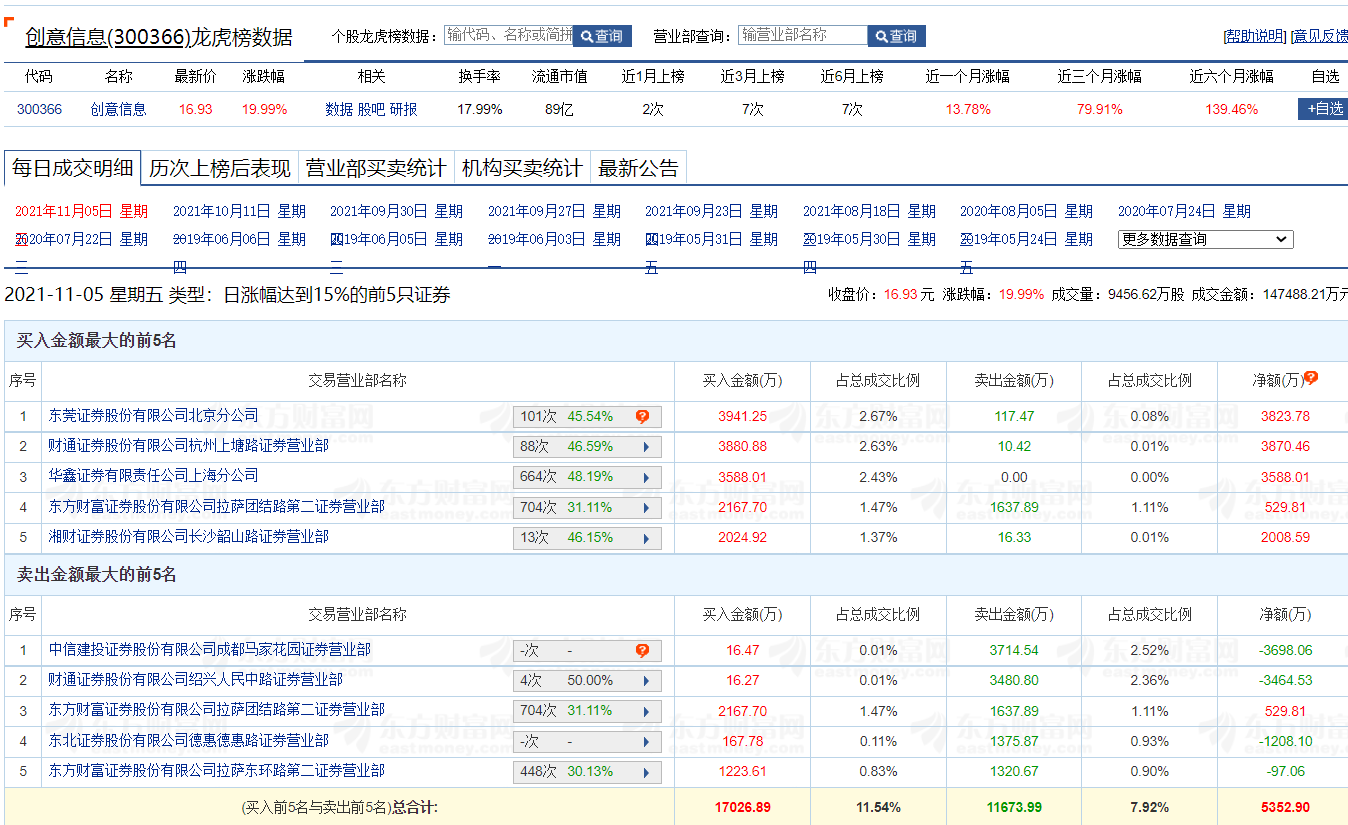 创意信息(300366)龙虎榜数据 个股龙虎榜数据： 输代码、名称或简拼 查询 营业部查询： 输营业部名称 查询 [帮助说明] [意见反馈
代码 名称 最新价 涨跌幅 相关 换手率 流通市值 近1月上榜 近3月上榜 近6月上榜 近一个月涨幅 近三个月涨幅 近六个月涨幅 自选
300366 创意信息 16.93 19.99% 数据 股吧 研报 17.99% 89亿 2次 7次 7次 13.78% 79.91% 139.46% +自选
每日成交明细 历次上榜后表现 营业部买卖统计 机构买卖统计 最新公告
2021年11月05日 星期 2021年10月11日 星期 2021年09月30日 星期 2021年09月27日 星期 2021年09月23日 星期 2021年08月18日 星期 2020年08月05日 星期 2020年07月24日 星期
2020年07月22日 星期 2019年06月06日 星期 2019年06月05日 星期 2019年06月03日 星期 2019年05月31日 星期 2019年05月30日 星期 2019年05月24日 星期 更多数据查询
三 四 三 一 五 四 五
2021-11-05 星期五 类型：日涨幅达到15%的前5只证券 收盘价：16.93元 涨跌幅：19.99% 成交量：9456.62万股 成交金额：147488.21万元
买入金额最大的前5名
序号 交易营业部名称 买入金额(万) 占总成交比例 卖出金额(万) 占总成交比例 净额(万)
1 东莞证券股份有限公司北京分公司 101次 45.54% 3941.25 2.67% 117.47 0.08% 3823.78
2 财通证券股份有限公司杭州上塘路证券营业部 88次 46.59% 3880.88 2.63% 10.42 0.01% 3870.46
3 华鑫证券有限责任公司上海分公司 664次 48.19% 3588.01 2.43% 0.00 0.00% 3588.01
4 东方财富证券股份有限公司拉萨团结路第二证券营业部 704次 31.11% 2167.70 1.47% 1637.89 1.11% 529.81
5 湘财证券股份有限公司长沙韶山路证券营业部 13次 46.15% 2024.92 1.37% 16.33 0.01% 2008.59
卖出金额最大的前5名
序号 交易营业部名称 买入金额(万) 占总成交比例 卖出金额(万) 占总成交比例 净额(万)
1 中信建投证券股份有限公司成都马家花园证券营业部 -次 - 16.47 0.01% 3714.54 2.52% -3698.06
2 财通证券股份有限公司绍兴人民中路证券营业部 4次 50.00% 16.27 0.01% 3480.80 2.36% -3464.53
3 东方财富证券股份有限公司拉萨团结路第二证券营业部 704次 31.11% 2167.70 1.47% 1637.89 1.11% 529.81
4 东北证券股份有限公司德惠德惠路证券营业部 -次 - 167.78 0.11% 1375.87 0.93% -1208.10
5 东方财富证券股份有限公司拉萨东环路第二证券营业部 448次 30.13% 1223.61 0.83% 1320.67 0.90% -97.06
(买入前5名与卖出前5名)总合计: 17026.89 11.54% 11673.99 7.92% 5352.90